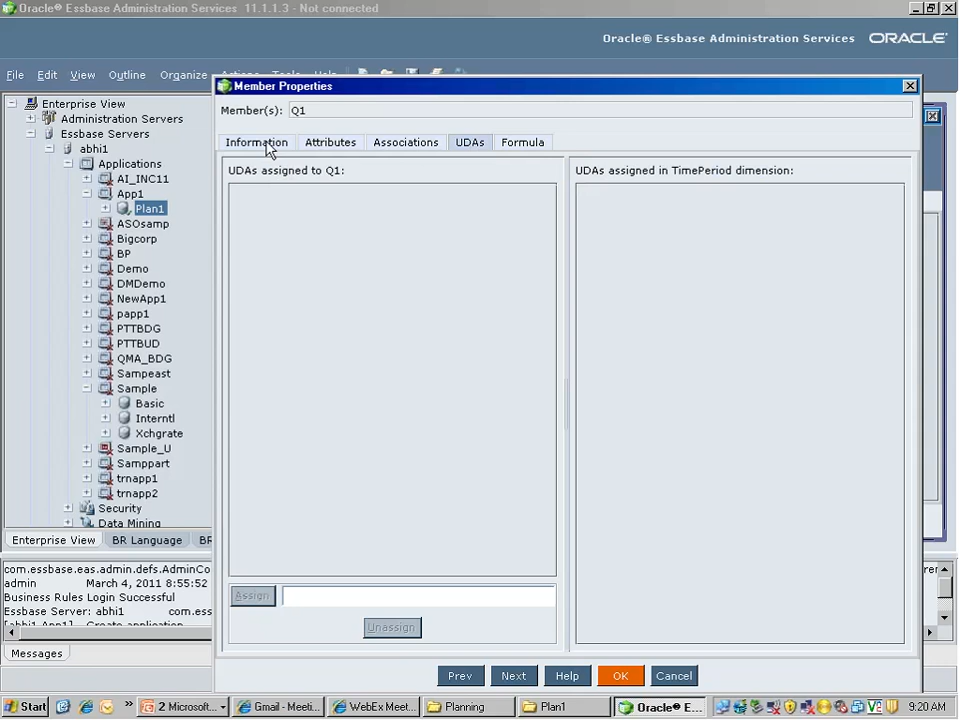 Oracle® Essbase Administration Services 11.1.1.3 - Not connected
Oracle® Essbase Administration Services ORACLE
File Edit View Outline Organize
Member Properties
Member(s): Q1
Information Attributes Associations UDAs Formula
UDAs assigned to Q1:
UDAs assigned in TimePeriod dimension:
Enterprise View
Administration Servers
Essbase Servers
abhi1
Applications
AI_INC11
App1
Plan1
ASOsamp
Bigcorp
BP
Demo
DMDemo
NewApp1
papp1
PTTBDG
PTTBUD
QMA_BDG
Sampeast
Sample
Basic
Interntl
Xchgrate
Sample_U
Samppart
trnapp1
trnapp2
Security
Data Mining
Enterprise View BR Language BR
Assign
Unassign
com.essbase.eas.admin.defs.AdminCo
admin March 4, 2011 8:55:52
Business Rules Login Successful
Essbase Server: abhi1 com.ess
Messages
Prev Next Help OK Cancel
Start 2 Microsoft... Gmail - Meeti... WebEx Meet... Planning Plan1 Oracle® E... 9:20 AM